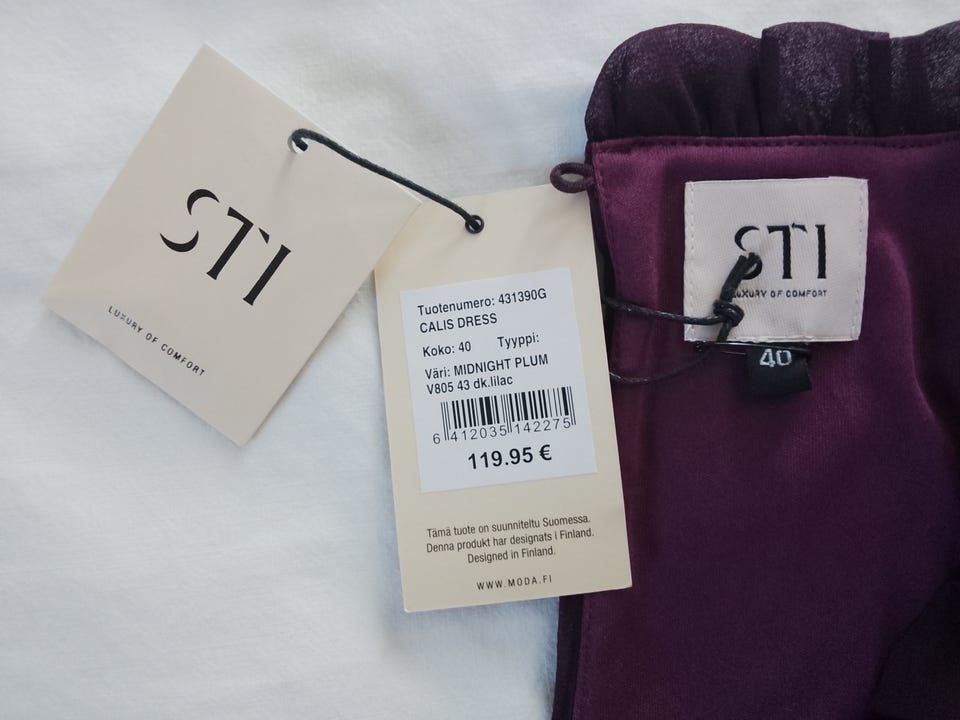 STI
LUXURY OF COMFORT
Tuotenumero: 431390G
CALIS DRESS
Koko: 40 Tyyppi:
Väri: MIDNIGHT PLUM
V805 43 dk.lilac
6 412035 142275
119.95 €
Tämä tuote on suunniteltu Suomessa.
Denna produkt har designats i Finland.
Designed in Finland.
WWW.MODA.FI
STI
LUXURY OF COMFORT
40